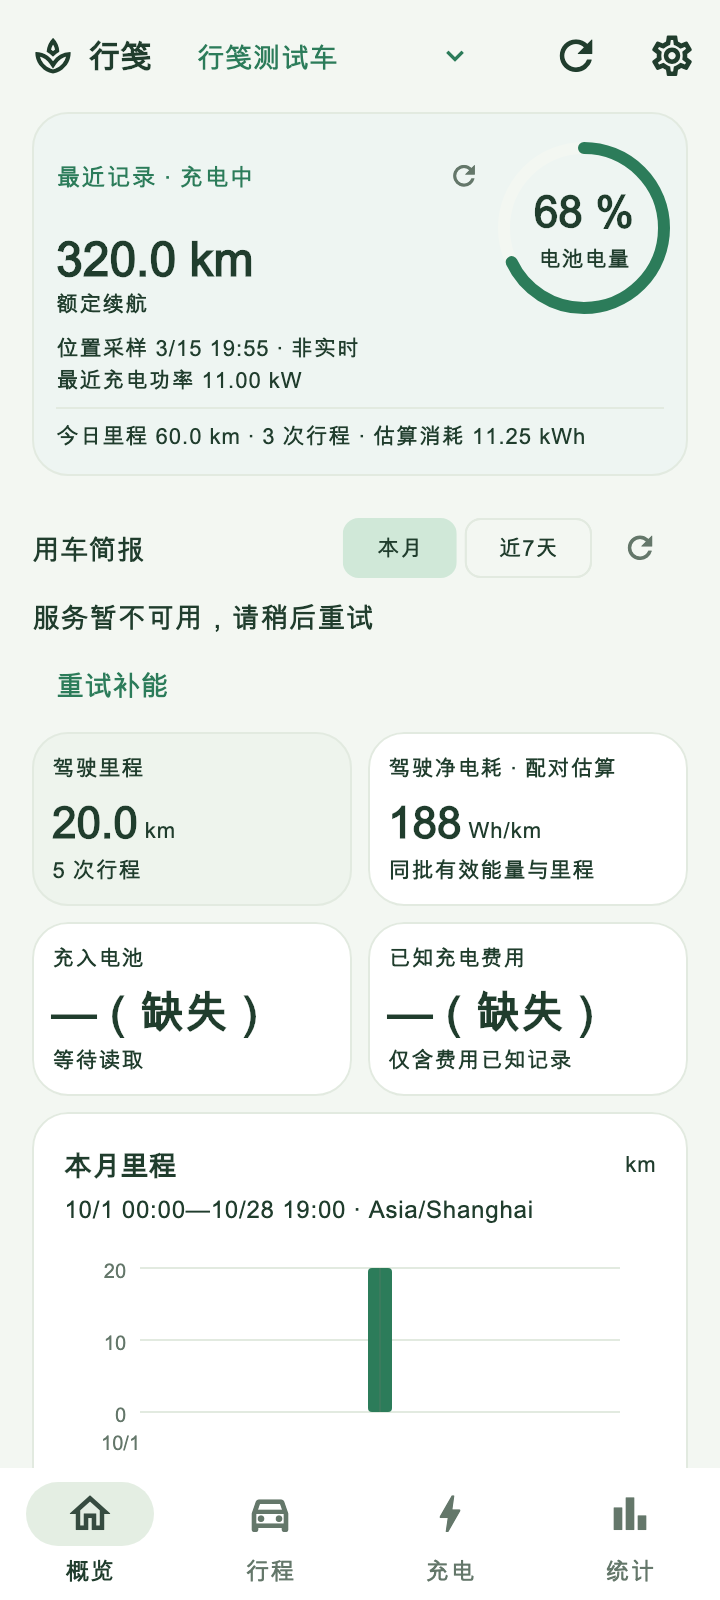 行笺 行笺测试车
最近记录 · 充电中
68 %
电池电量
320.0 km
额定续航
位置采样 3/15 19:55 · 非实时
最近充电功率 11.00 kW
今日里程 60.0 km · 3 次行程 · 估算消耗 11.25 kWh
用车简报 本月 近7天
服务暂不可用，请稍后重试
重试补能
驾驶里程
20.0 km
5 次行程
驾驶净电耗 · 配对估算
188 Wh/km
同批有效能量与里程
充入电池
—（缺失）
等待读取
已知充电费用
—（缺失）
仅含费用已知记录
本月里程 km
10/1 00:00—10/28 19:00 · Asia/Shanghai
20
10
0
10/1
概览 行程 充电 统计